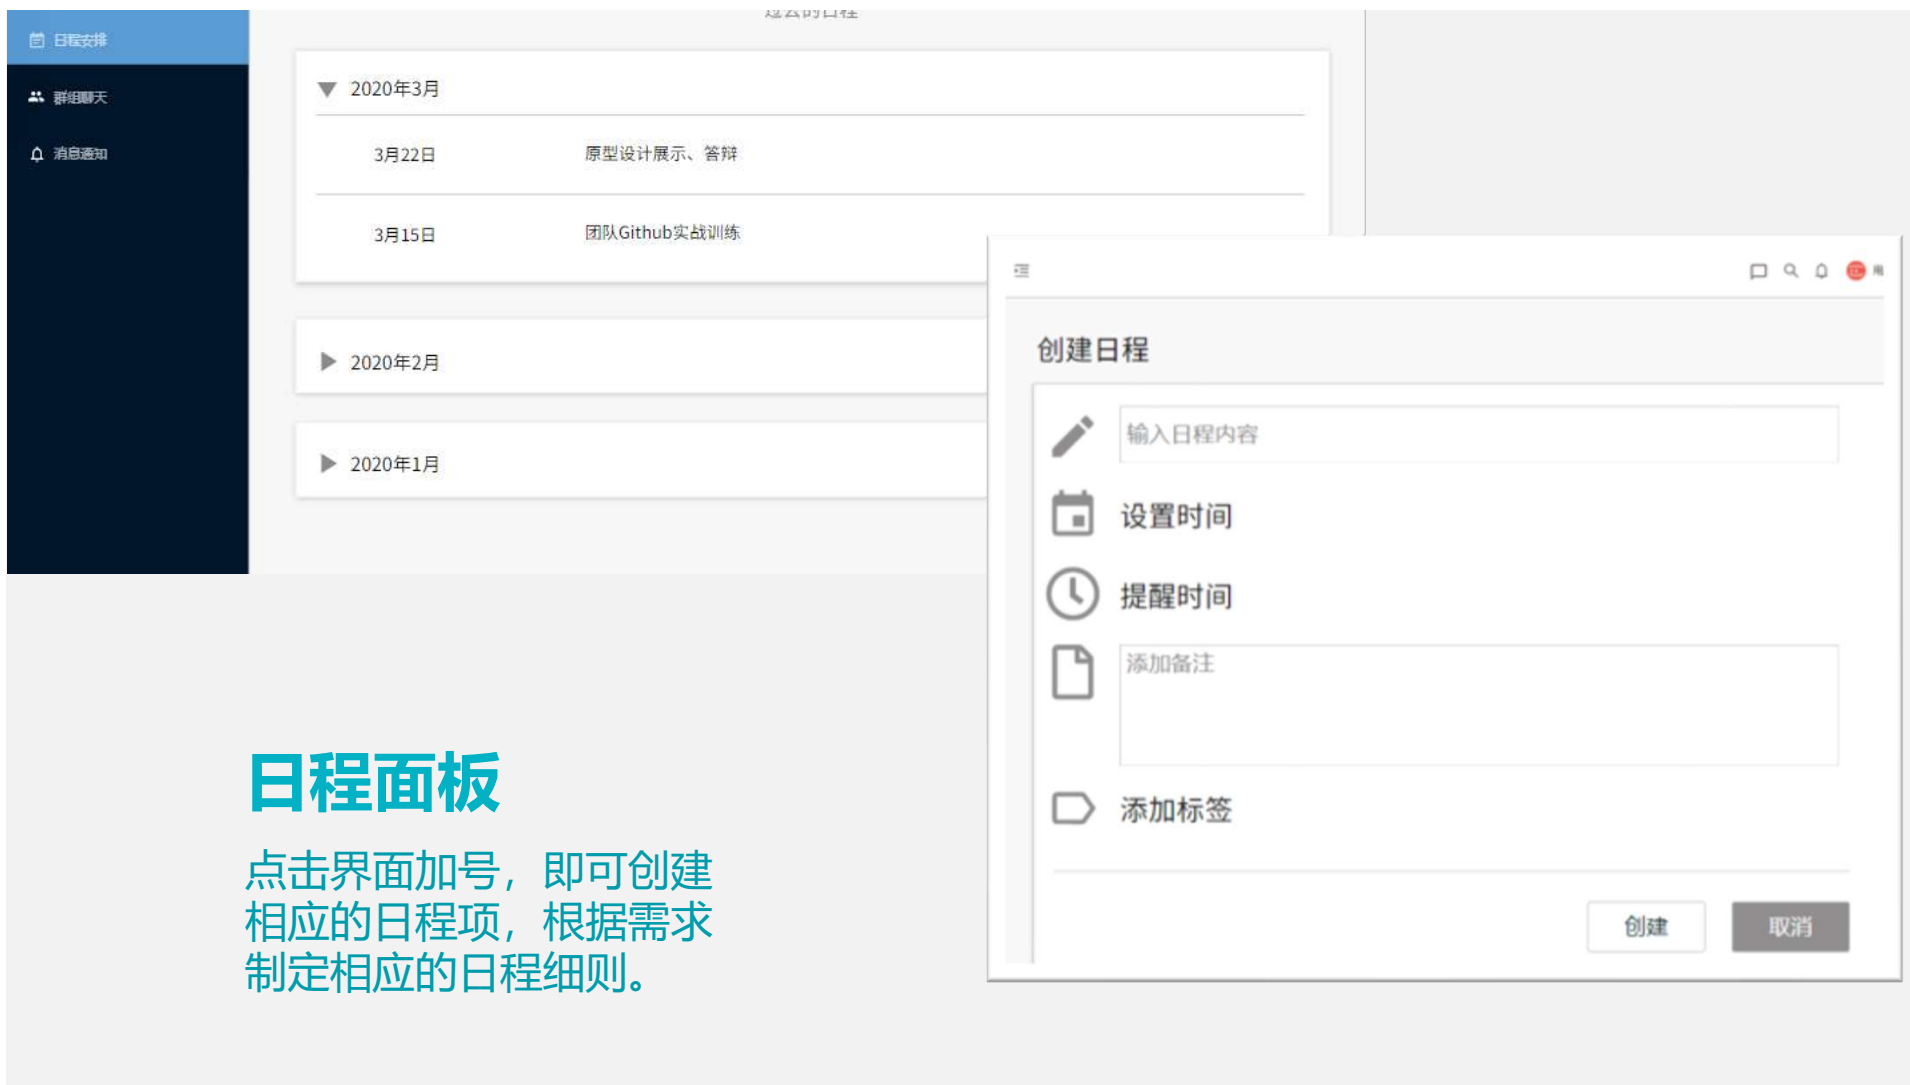 过去的日程
日程安排
群组聊天
消息通知
2020年3月
3月22日 原型设计展示、答辩
3月15日 团队Github实战训练
2020年2月
2020年1月
创建日程
输入日程内容
设置时间
提醒时间
添加备注
添加标签
创建 取消
日程面板
点击界面加号，即可创建
相应的日程项，根据需求
制定相应的日程细则。